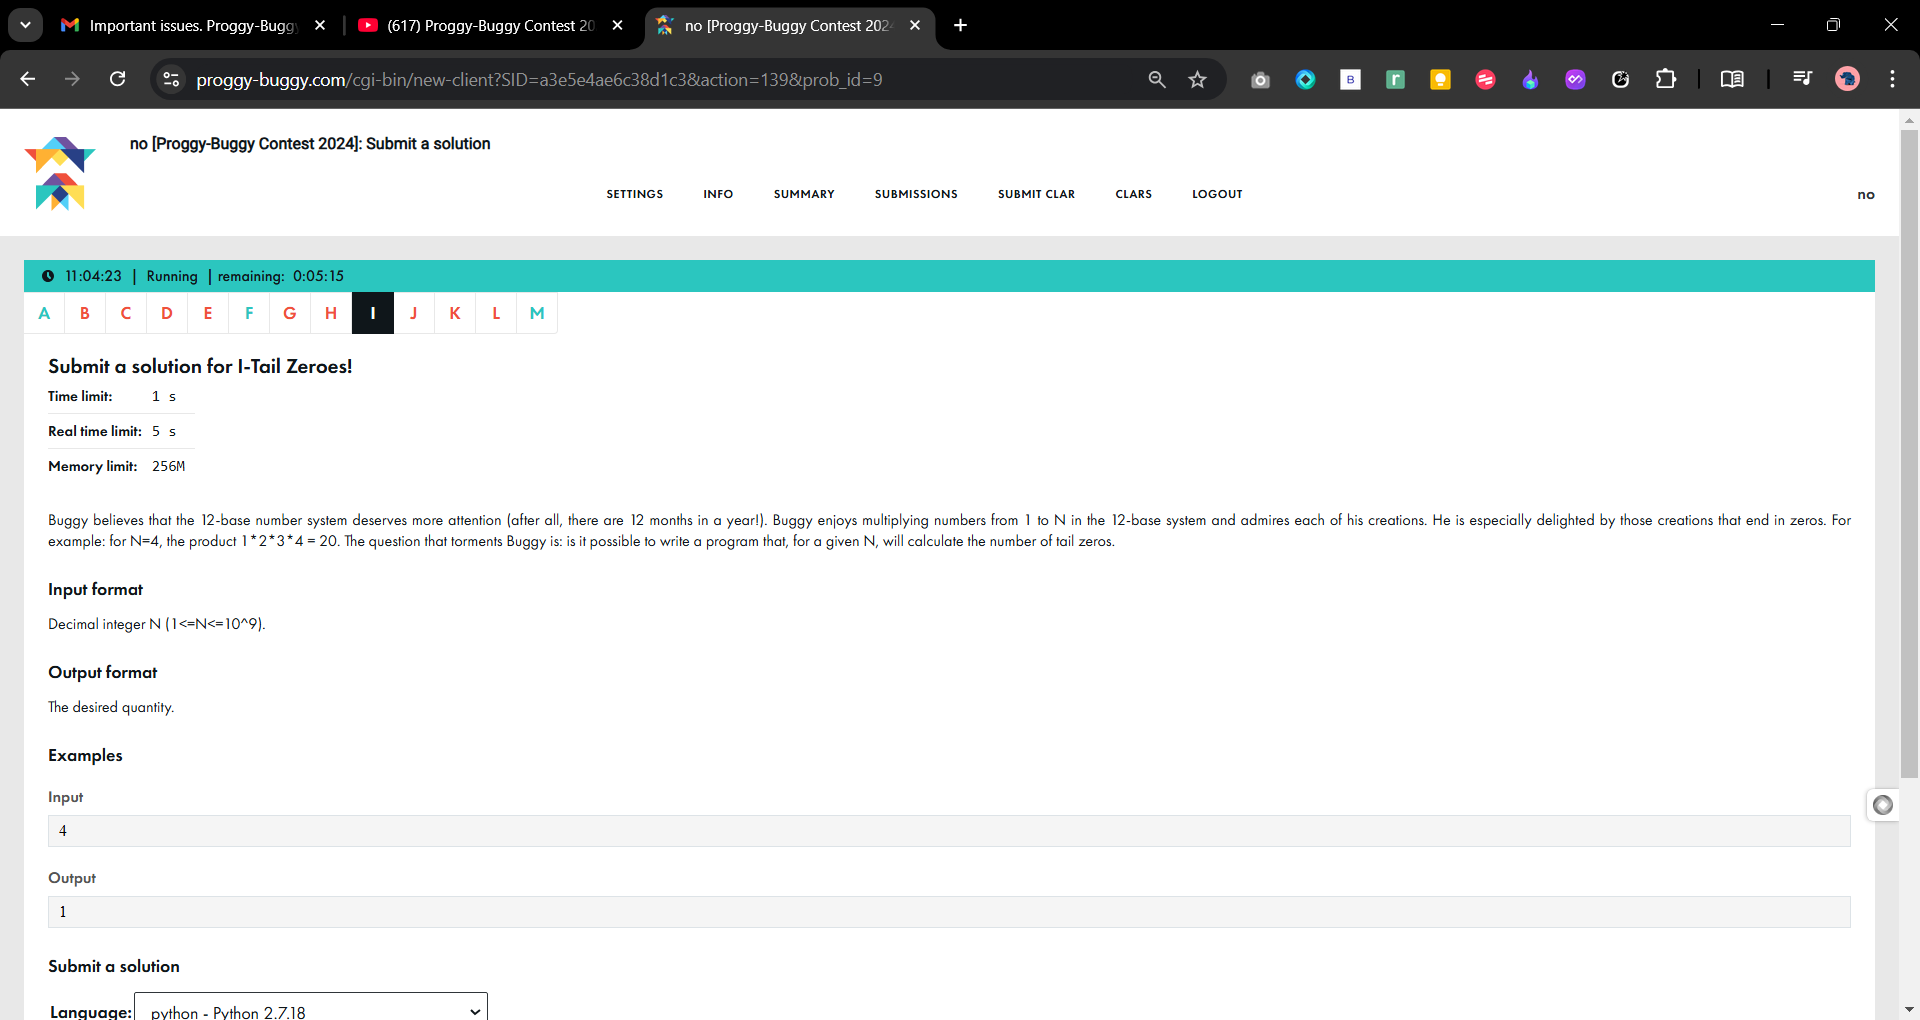 Important issues. Proggy-Bugg
(617) Proggy-Buggy Contest 20
no [Proggy-Buggy Contest 202
proggy-buggy.com/cgi-bin/new-client?SID=a3e5e4ae6c38d1c3&action=139&prob_id=9
no [Proggy-Buggy Contest 2024]: Submit a solution
SETTINGS INFO SUMMARY SUBMISSIONS SUBMIT CLAR CLARS LOGOUT no
11:04:23 | Running | remaining: 0:05:15
A B C D E F G H I J K L M
Submit a solution for I-Tail Zeroes!
Time limit: 1 s
Real time limit: 5 s
Memory limit: 256M
Buggy believes that the 12-base number system deserves more attention (after all, there are 12 months in a year!). Buggy enjoys multiplying numbers from 1 to N in the 12-base system and admires each of his creations. He is especially delighted by those creations that end in zeros. For
example: for N=4, the product 1*2*3*4 = 20. The question that torments Buggy is: is it possible to write a program that, for a given N, will calculate the number of tail zeros.
Input format
Decimal integer N (1<=N<=10^9).
Output format
The desired quantity.
Examples
Input
4
Output
1
Submit a solution
Language: python - Python 2.7.18